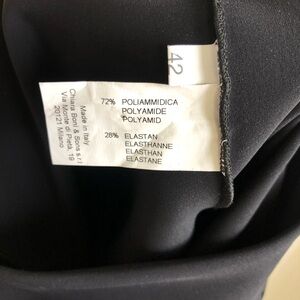 42
72% POLIAMMIDICA
POLYAMIDE
POLYAMID
28% ELASTAN
ELASTHANNE
ELASTHAN
ELASTANE
Made in Italy
Chiara Boni & Sons s.r.l
Via Monte di Pietà, 19
20121 Milano